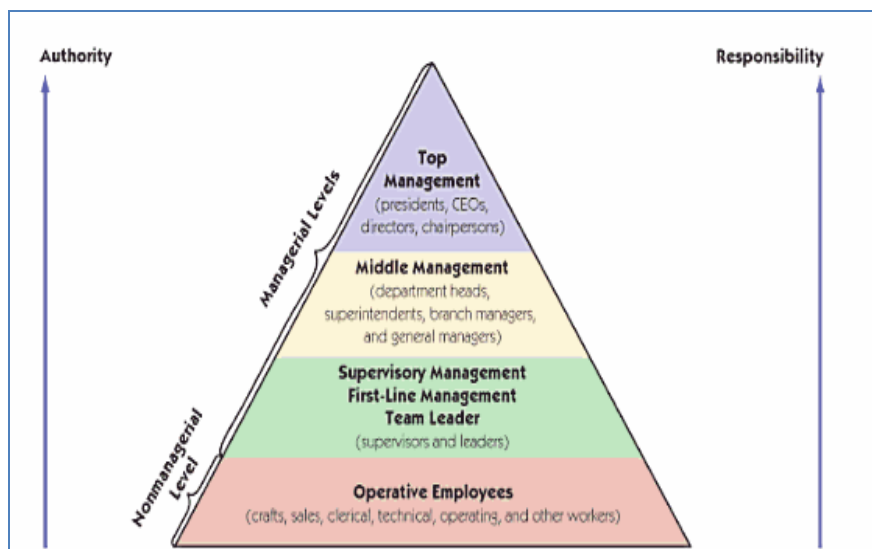 Authority
Responsibility
Managerial Levels
Top
Management
(presidents, CEOs,
directors, chairpersons)
Middle Management
(department heads,
superintendents, branch managers,
and general managers)
Supervisory Management
First-Line Management
Team Leader
(supervisors and leaders)
Nonmanagerial
Level
Operative Employees
(crafts, sales, clerical, technical, operating, and other workers)